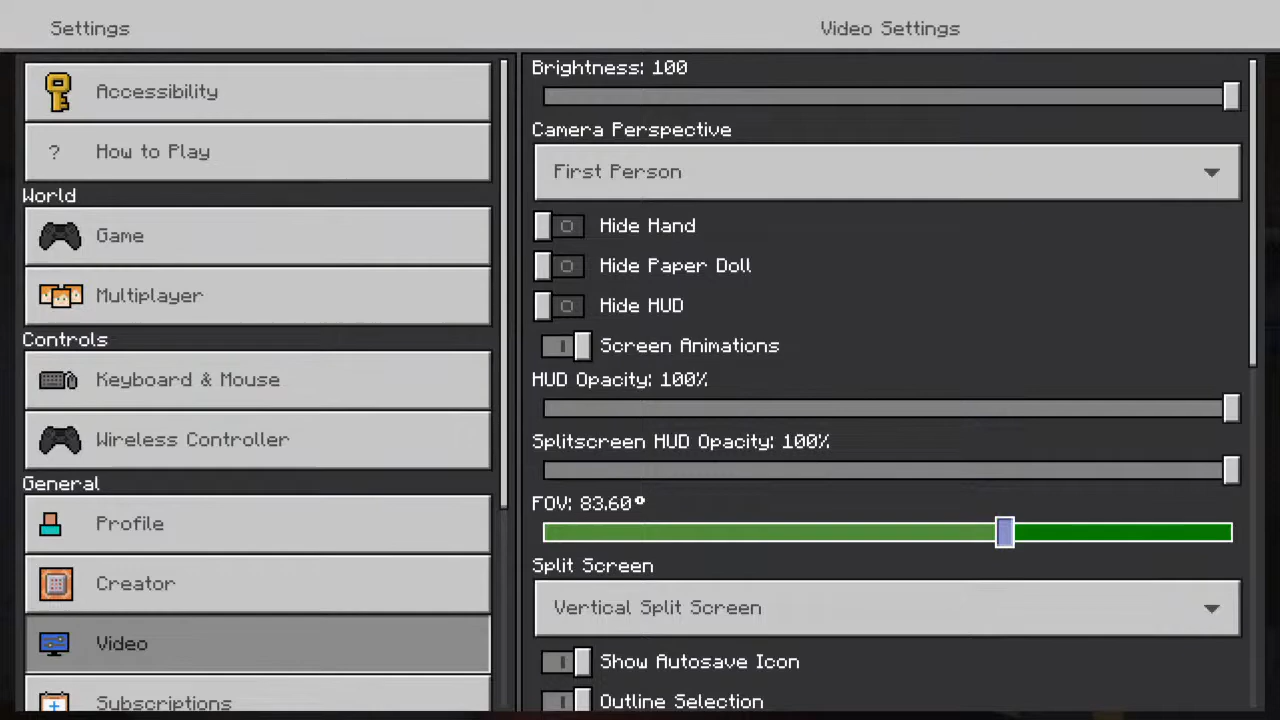 Settings
Video Settings
Accessibility
? How to Play
World
Game
Multiplayer
Controls
Keyboard & Mouse
Wireless Controller
General
Profile
Creator
Video
Subscriptions
Brightness: 100
Camera Perspective
First Person
Hide Hand
Hide Paper Doll
Hide HUD
Screen Animations
HUD Opacity: 100%
Splitscreen HUD Opacity: 100%
FOV: 83.60°
Split Screen
Vertical Split Screen
Show Autosave Icon
Outline Selection